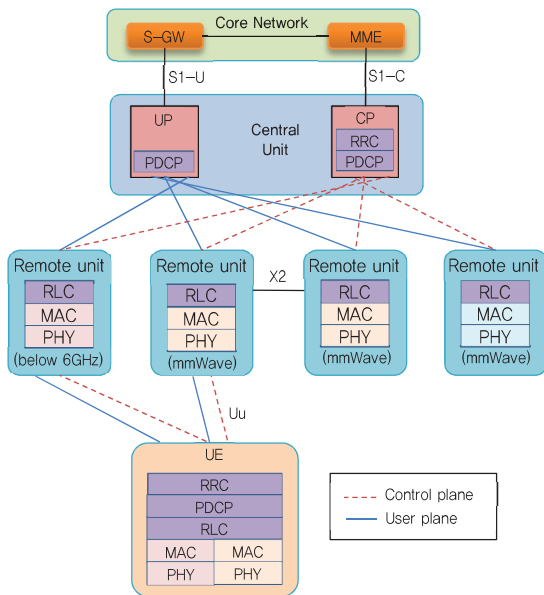 Core Network
S-GW
MME
S1-U
S1-C
UP
PDCP
Central
Unit
CP
RRC
PDCP
Remote unit
RLC
MAC
PHY
(below 6GHz)
Remote unit
RLC
MAC
PHY
(mmWave)
X2
Remote unit
RLC
MAC
PHY
(mmWave)
Remote unit
RLC
MAC
PHY
(mmWave)
Uu
UE
RRC
PDCP
RLC
MAC
MAC
PHY
PHY
Control plane
User plane